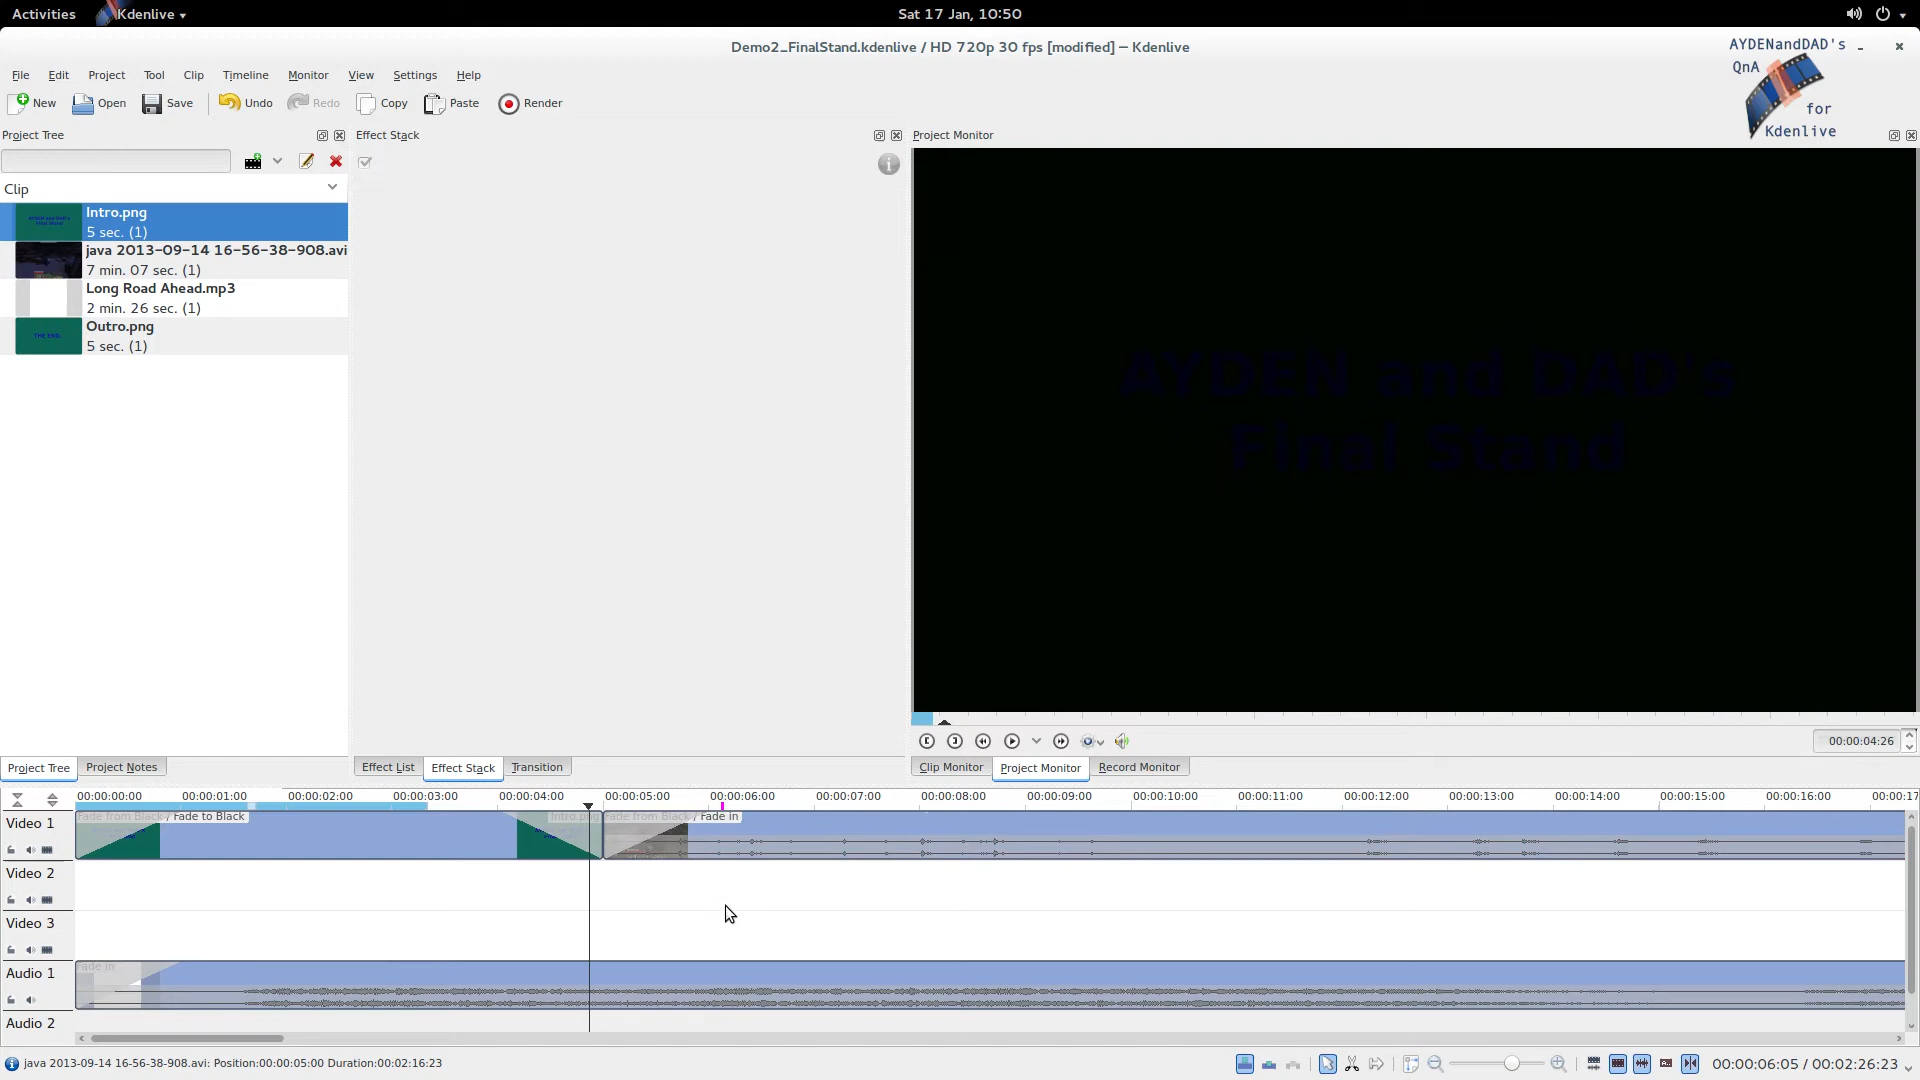 Activities
Kdenlive
Sat 17 Jan, 10:50
Demo2_FinalStand.kdenlive / HD 720p 30 fps [modified] — Kdenlive
AYDENandDAD's
QnA
for
Kdenlive
File Edit Project Tool Clip Timeline Monitor View Settings Help
New Open Save Undo Redo Copy Paste Render
Project Tree
Effect Stack
Project Monitor
Clip
Intro.png
5 sec. (1)
java 2013-09-14 16-56-38-908.avi
7 min. 07 sec. (1)
Long Road Ahead.mp3
2 min. 26 sec. (1)
THE END.
Outro.png
5 sec. (1)
AYDEN and DAD's
Final Stand
00:00:04:26
Project Tree Project Notes
Effect List Effect Stack Transition
Clip Monitor Project Monitor Record Monitor
00:00:00:00 00:00:01:00 00:00:02:00 00:00:03:00 00:00:04:00 00:00:05:00 00:00:06:00 00:00:07:00 00:00:08:00 00:00:09:00 00:00:10:00 00:00:11:00 00:00:12:00 00:00:13:00 00:00:14:00 00:00:15:00 00:00:16:00 00:00:17
Video 1
Fade from Black / Fade to Black
Intro.png
Fade from Black / Fade in
Video 2
Video 3
Audio 1
Fade in
Audio 2
java 2013-09-14 16-56-38-908.avi: Position:00:00:05:00 Duration:00:02:16:23
00:00:06:05 / 00:02:26:23